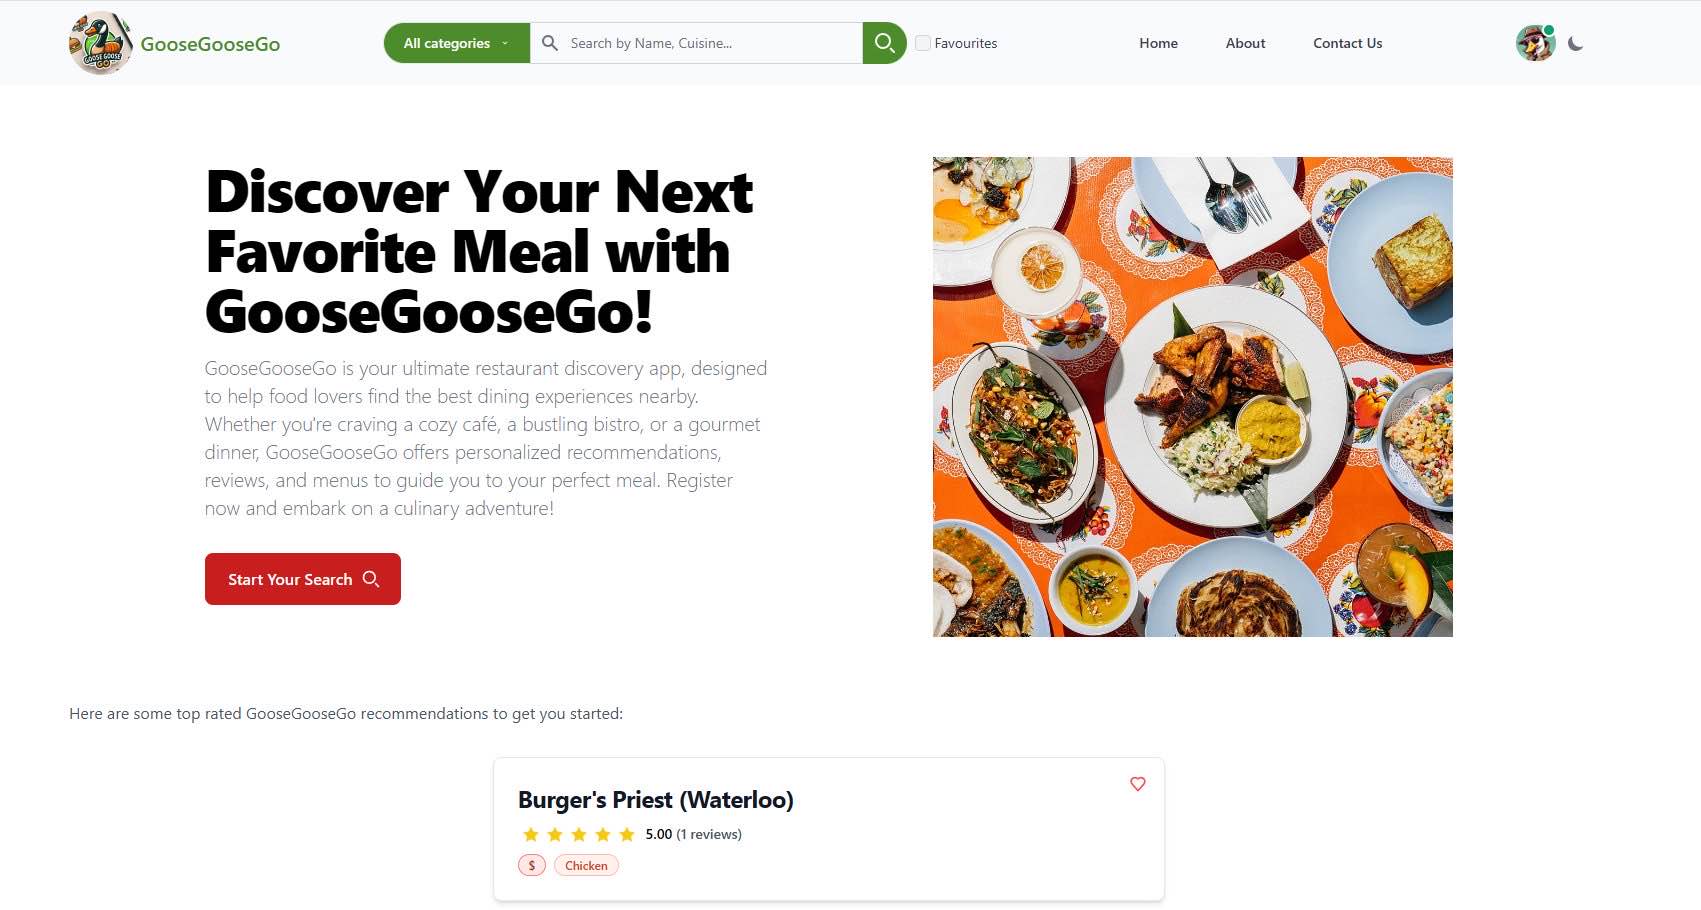 GOOSE GOOSE
GO
GooseGooseGo
All categories
Search by Name, Cuisine...
Favourites
Home
About
Contact Us
Discover Your Next
Favorite Meal with
GooseGooseGo!
GooseGooseGo is your ultimate restaurant discovery app, designed
to help food lovers find the best dining experiences nearby.
Whether you're craving a cozy café, a bustling bistro, or a gourmet
dinner, GooseGooseGo offers personalized recommendations,
reviews, and menus to guide you to your perfect meal. Register
now and embark on a culinary adventure!
Start Your Search
Here are some top rated GooseGooseGo recommendations to get you started:
Burger's Priest (Waterloo)
5.00 (1 reviews)
$ Chicken